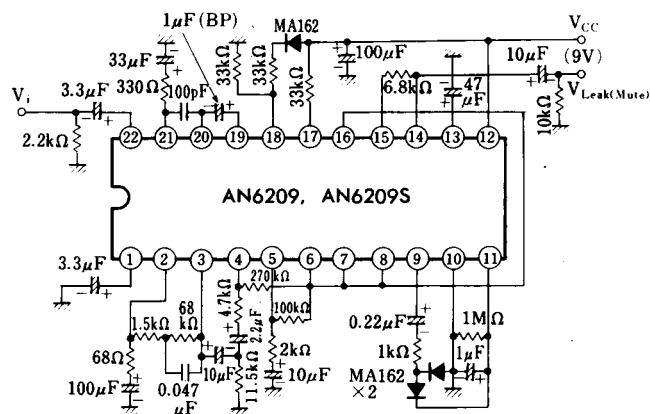 1µF(BP)
MA162
V_CC
33µF
33kΩ
33kΩ
100µF
10µF
(9V)
330Ω
100pF
33kΩ
6.8kΩ
47
µF
V_Leak(Mute)
V_i
3.3µF
2.2kΩ
10kΩ
22 21 20 19 18 17 16 15 14 13 12
AN6209, AN6209S
1 2 3 4 5 6 7 8 9 10 11
3.3µF
270kΩ
4.7kΩ
100kΩ
0.22µF
1MΩ
1.5kΩ
68
kΩ
2.2µF
68Ω
2kΩ
1kΩ
1µF
100µF
0.047
µF
10µF
11.5kΩ
10µF
MA162
×2